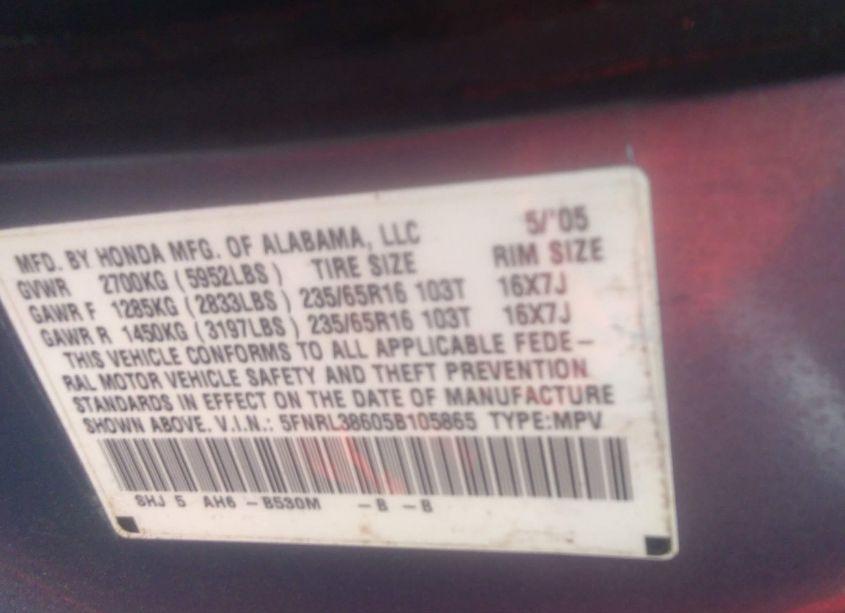 MFD. BY HONDA MFG. OF ALABAMA, LLC 5/'05
GVWR 2700KG (5952LBS) TIRE SIZE RIM SIZE
GAWR F 1285KG (2833LBS) 235/65R16 103T 16X7J
GAWR R 1450KG (3197LBS) 235/65R16 103T 16X7J
THIS VEHICLE CONFORMS TO ALL APPLICABLE FEDE-
RAL MOTOR VEHICLE SAFETY AND THEFT PREVENTION
STANDARDS IN EFFECT ON THE DATE OF MANUFACTURE
SHOWN ABOVE. V.I.N.: 5FNRL38605B105865 TYPE:MPV
SHJ 5 AH6 -B530M -B -B